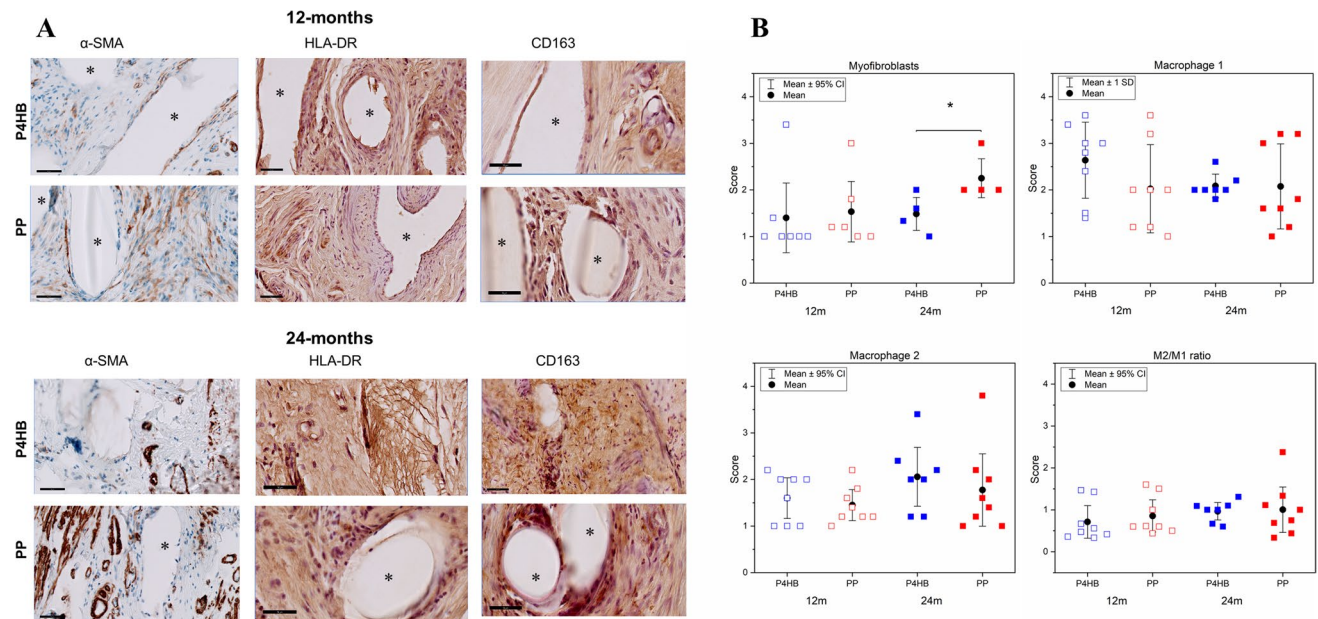 A
12-months
α-SMA HLA-DR CD163
P4HB
* * * * *
PP
* * * * *
24-months
α-SMA HLA-DR CD163
P4HB
PP
* * * *
B
Myofibroblasts
Mean ± 95% CI
Mean
*
Score
4
3
2
1
0
P4HB PP P4HB PP
12m 24m
Macrophage 1
Mean ± 1 SD
Mean
Score
4
3
2
1
0
P4HB PP P4HB PP
12m 24m
Macrophage 2
Mean ± 95% CI
Mean
Score
4
3
2
1
P4HB PP P4HB PP
12m 24m
M2/M1 ratio
Mean ± 95% CI
Mean
Score
4
3
2
1
0
P4HB PP P4HB PP
12m 24m